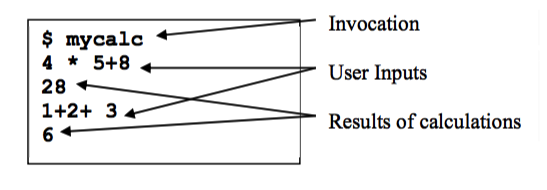 $ mycalc
4 * 5+8
28
1+2+ 3
6
Invocation
User Inputs
Results of calculations